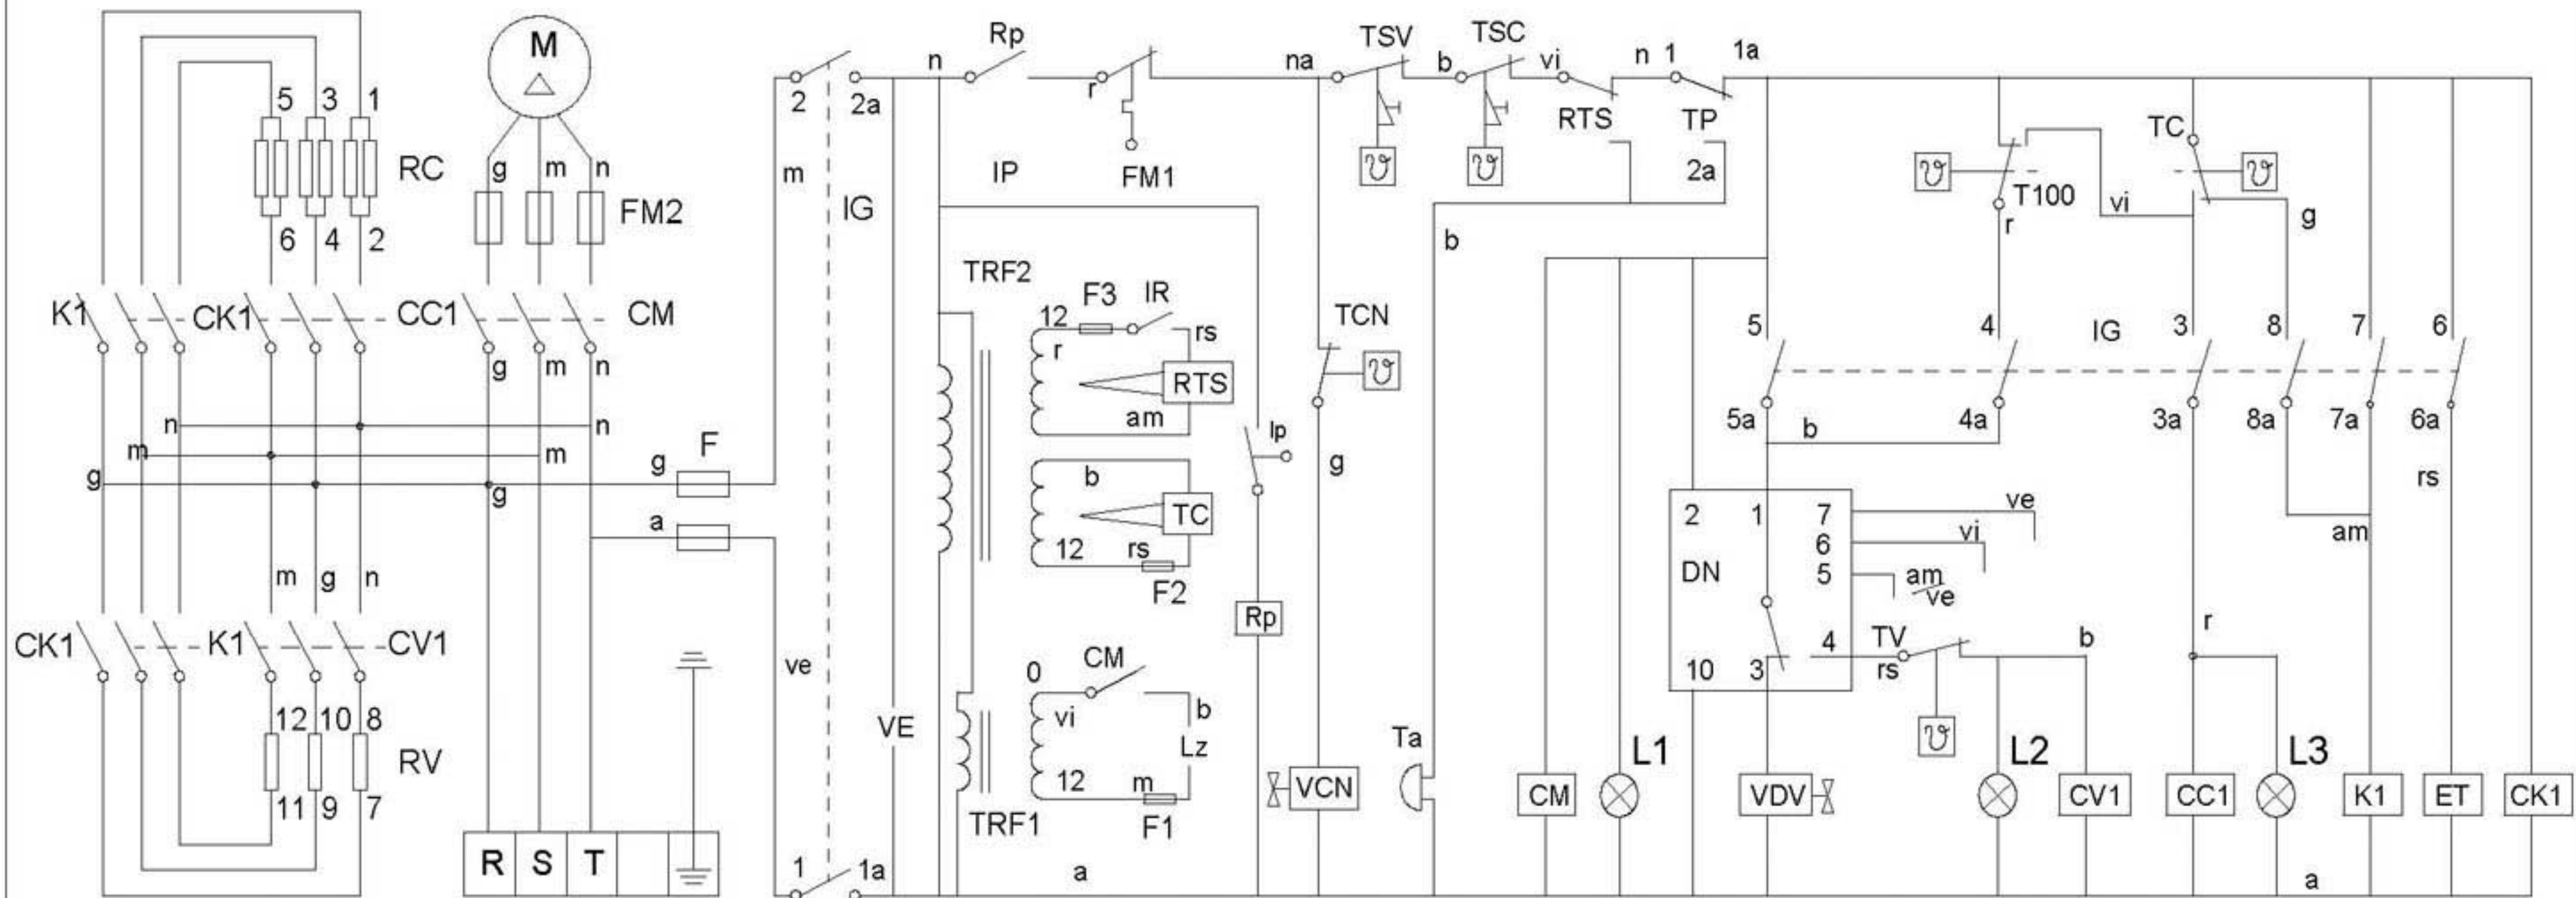 M
Rp
n
r
na
TSV
b
TSC
vi
n 1
1a
5 3 1
RC
6 4 2
g m n
FM2
2 2a
m
IG
IP
FM1
ϑ
ϑ
RTS
TP
2a
b
ϑ
T100
r
vi
TC
ϑ
g
K1
CK1
CC1
CM
g m n
TRF2
12
F3
IR
r
rs
RTS
am
b
TC
12
rs
F2
Ip
Rp
TCN
ϑ
g
5 4 IG 3 8 7 6
5a b 4a 3a 8a 7a 6a
rs
am
n n
m m
g g
g
F
a
m g n
CK1
K1
CV1
12 10 8
RV
11 9 7
R S T
ve
1 1a
VE
0
CM
vi
b
Lz
12
m
F1
TRF1
a
VCN
Ta
2 1 7
ve
6
vi
DN
5
am
ve
10 3 4
TV
rs
ϑ
b
r
CM
L1
VDV
L2
CV1
CC1
L3
K1
ET
CK1
a